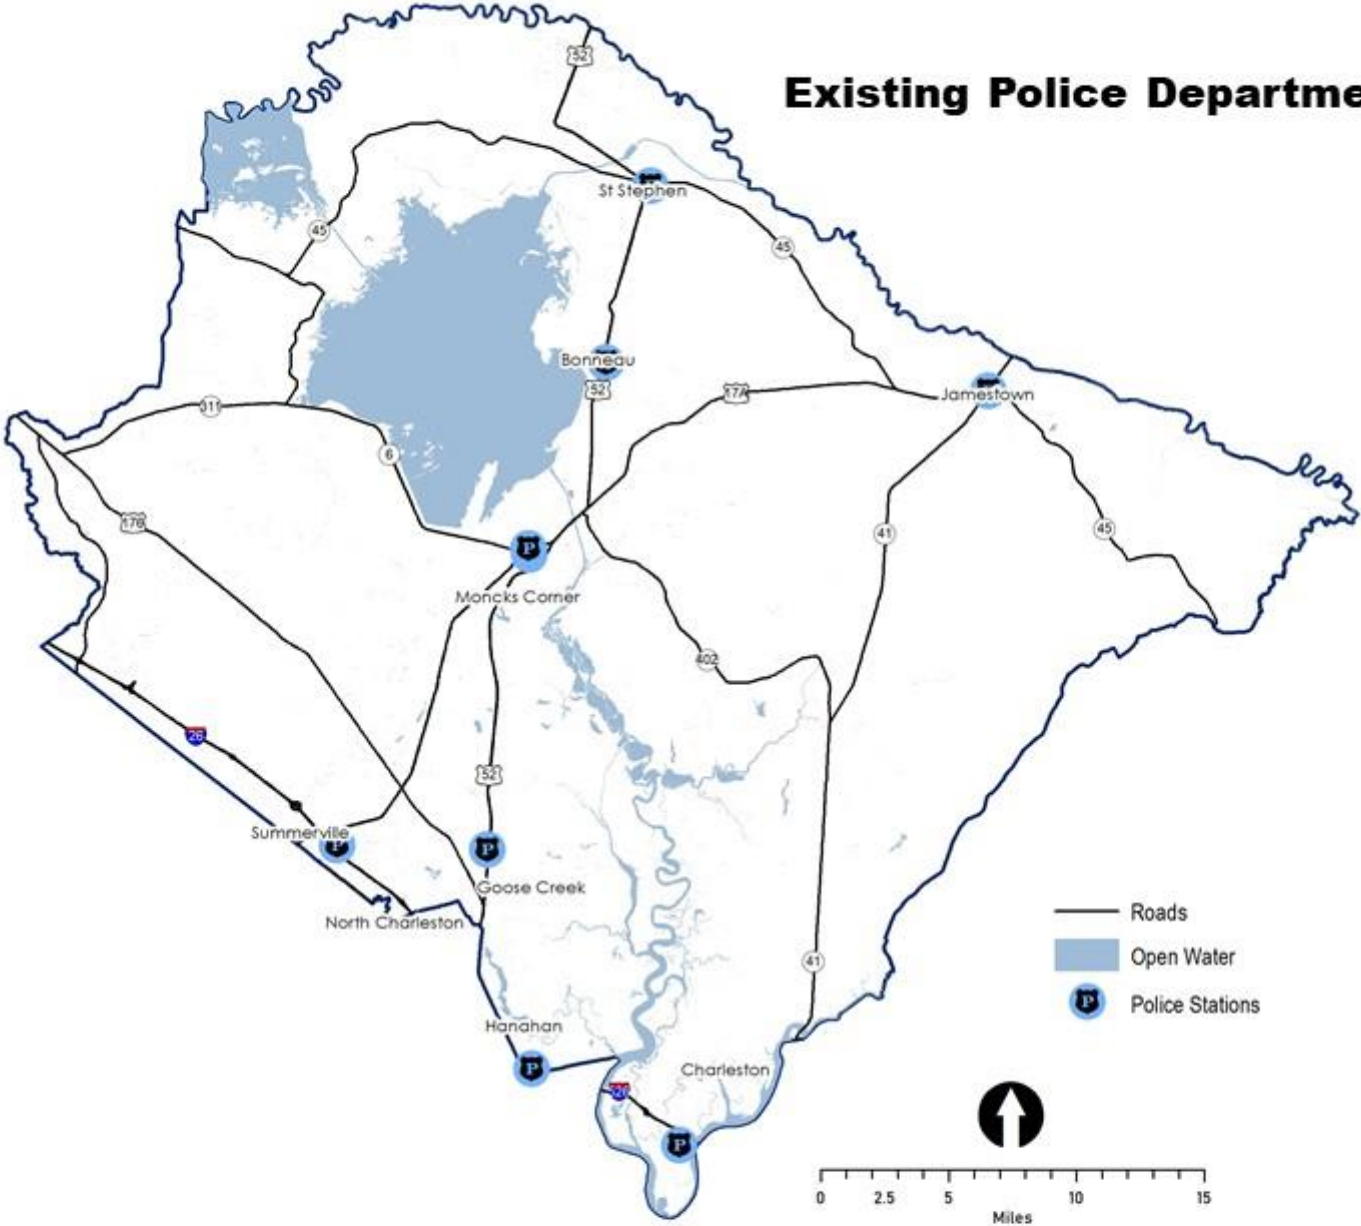 52
Existing Police Departme
St Stephen
45
45
Bonneau
52
17A
Jamestown
311
6
176
41
45
P
Moncks Corner
402
26
52
Summerville
P
P
Goose Creek
North Charleston
Roads
Open Water
41
P
Police Stations
Hanahan
P
Charleston
526
P
0
2.5
5
10
15
Miles